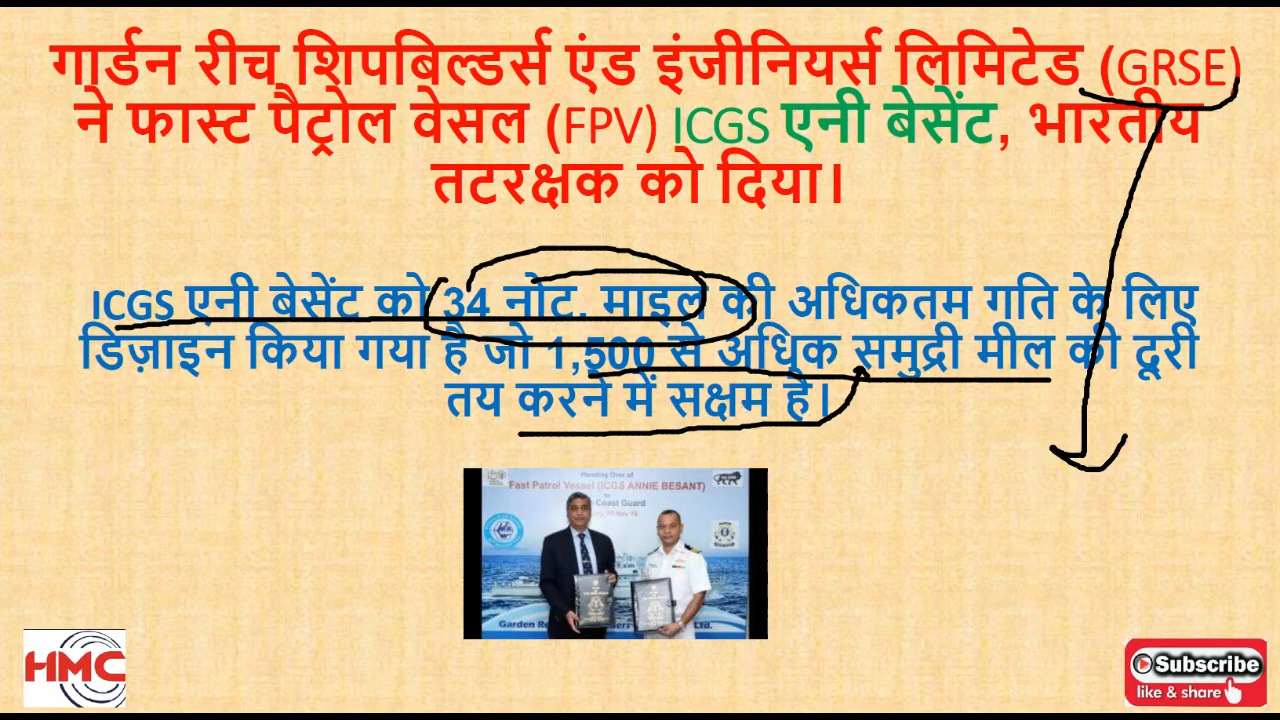 गार्डन रीच शिपबिल्डर्स एंड इंजीनियर्स लिमिटेड (GRSE)
ने फास्ट पैट्रोल वेसल (FPV) ICGS एनी बेसेंट, भारतीय
तटरक्षक को दिया।
ICGS एनी बेसेंट को 34 नोट. माइल की अधिकतम गति के लिए
डिज़ाइन किया गया है जो 1,500 से अधिक समुद्री मील की दूरी
तय करने में सक्षम है।
Handing Over of
Fast Patrol Vessel (ICGS ANNIE BESANT)
to
Coast Guard
Garden
Ltd.
HMC
Subscribe
like & share